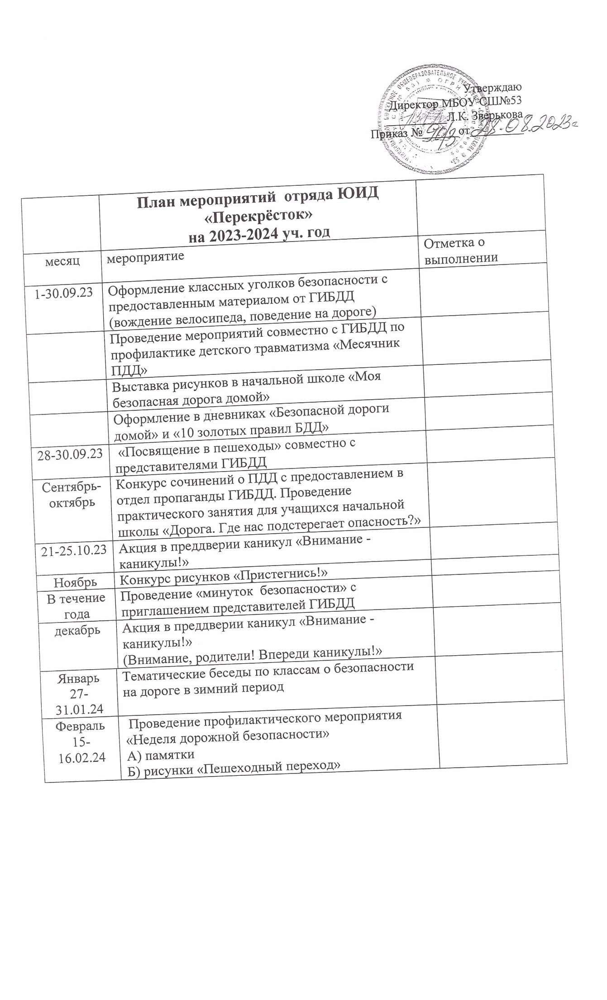 Утверждаю
Директор МБОУ СШ№53
Л.К. Зверькова
Приказ № 90/3 от 28.08.2023г
План мероприятий отряда ЮИД
«Перекрёсток»
на 2023-2024 уч. год
месяц
мероприятие
Отметка о
выполнении
1-30.09.23
Оформление классных уголков безопасности с
предоставленным материалом от ГИБДД
(вождение велосипеда, поведение на дороге)
Проведение мероприятий совместно с ГИБДД по
профилактике детского травматизма «Месячник
ПДД»
Выставка рисунков в начальной школе «Моя
безопасная дорога домой»
Оформление в дневниках «Безопасной дороги
домой» и «10 золотых правил БДД»
28-30.09.23
«Посвящение в пешеходы» совместно с
представителями ГИБДД
Сентябрь-
октябрь
Конкурс сочинений о ПДД с предоставлением в
отдел пропаганды ГИБДД. Проведение
практического занятия для учащихся начальной
школы «Дорога. Где нас подстерегает опасность?»
21-25.10.23
Акция в преддверии каникул «Внимание -
каникулы!»
Ноябрь
Конкурс рисунков «Пристегнись!»
В течение
года
Проведение «минуток безопасности» с
приглашением представителей ГИБДД
декабрь
Акция в преддверии каникул «Внимание -
каникулы!»
(Внимание, родители! Впереди каникулы!»
Январь
27-
31.01.24
Тематические беседы по классам о безопасности
на дороге в зимний период
Февраль
15-
16.02.24
Проведение профилактического мероприятия
«Неделя дорожной безопасности»
А) памятки
Б) рисунки «Пешеходный переход»